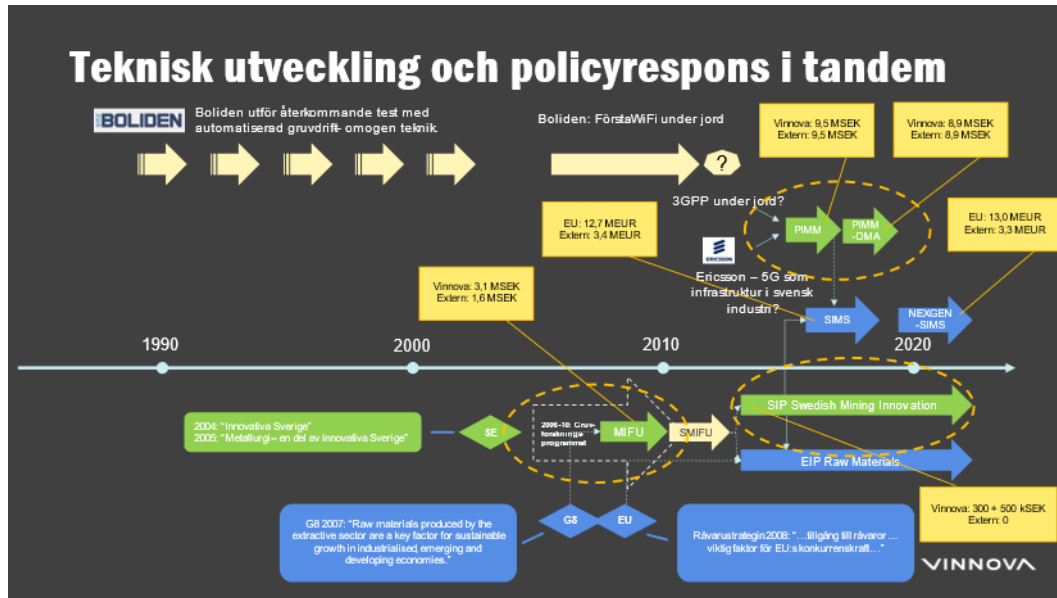 Teknisk utveckling och policyrespons i tandem
BOLIDEN
Boliden utför återkommande test med
automatiserad gruvdrift- omogen teknik.
Boliden: FörstaWiFi under jord
?
Vinnova: 9,5 MSEK
Extern: 9,5 MSEK
Vinnova: 8,9 MSEK
Extern: 8,9 MSEK
3GPP under jord?
PIMM
PIMM
-DMA
EU: 12,7 MEUR
Extern: 3,4 MEUR
EU: 13,0 MEUR
Extern: 3,3 MEUR
ERICSSON
Ericsson – 5G som
infrastruktur i svensk
industri?
Vinnova: 3,1 MSEK
Extern: 1,6 MSEK
SIMS
NEXGEN
-SIMS
1990
2000
2010
2020
2004: "Innovativa Sverige"
2005: "Metallurgi – en del av innovativa Sverige"
SE
2006-10: Gruv-
forsknings-
programmet
MIFU
SMIFU
SIP Swedish Mining Innovation
EIP Raw Materials
G8 2007: "Raw materials produced by the
extractive sector are a key factor for sustainable
growth in industrialised, emerging and
developing economies."
G8
EU
Råvarustrategin 2008: "…tillgång till råvaror…
viktig faktor för EU:s konkurrenskraft…"
Vinnova: 300 + 500 kSEK
Extern: 0
VINNOVA